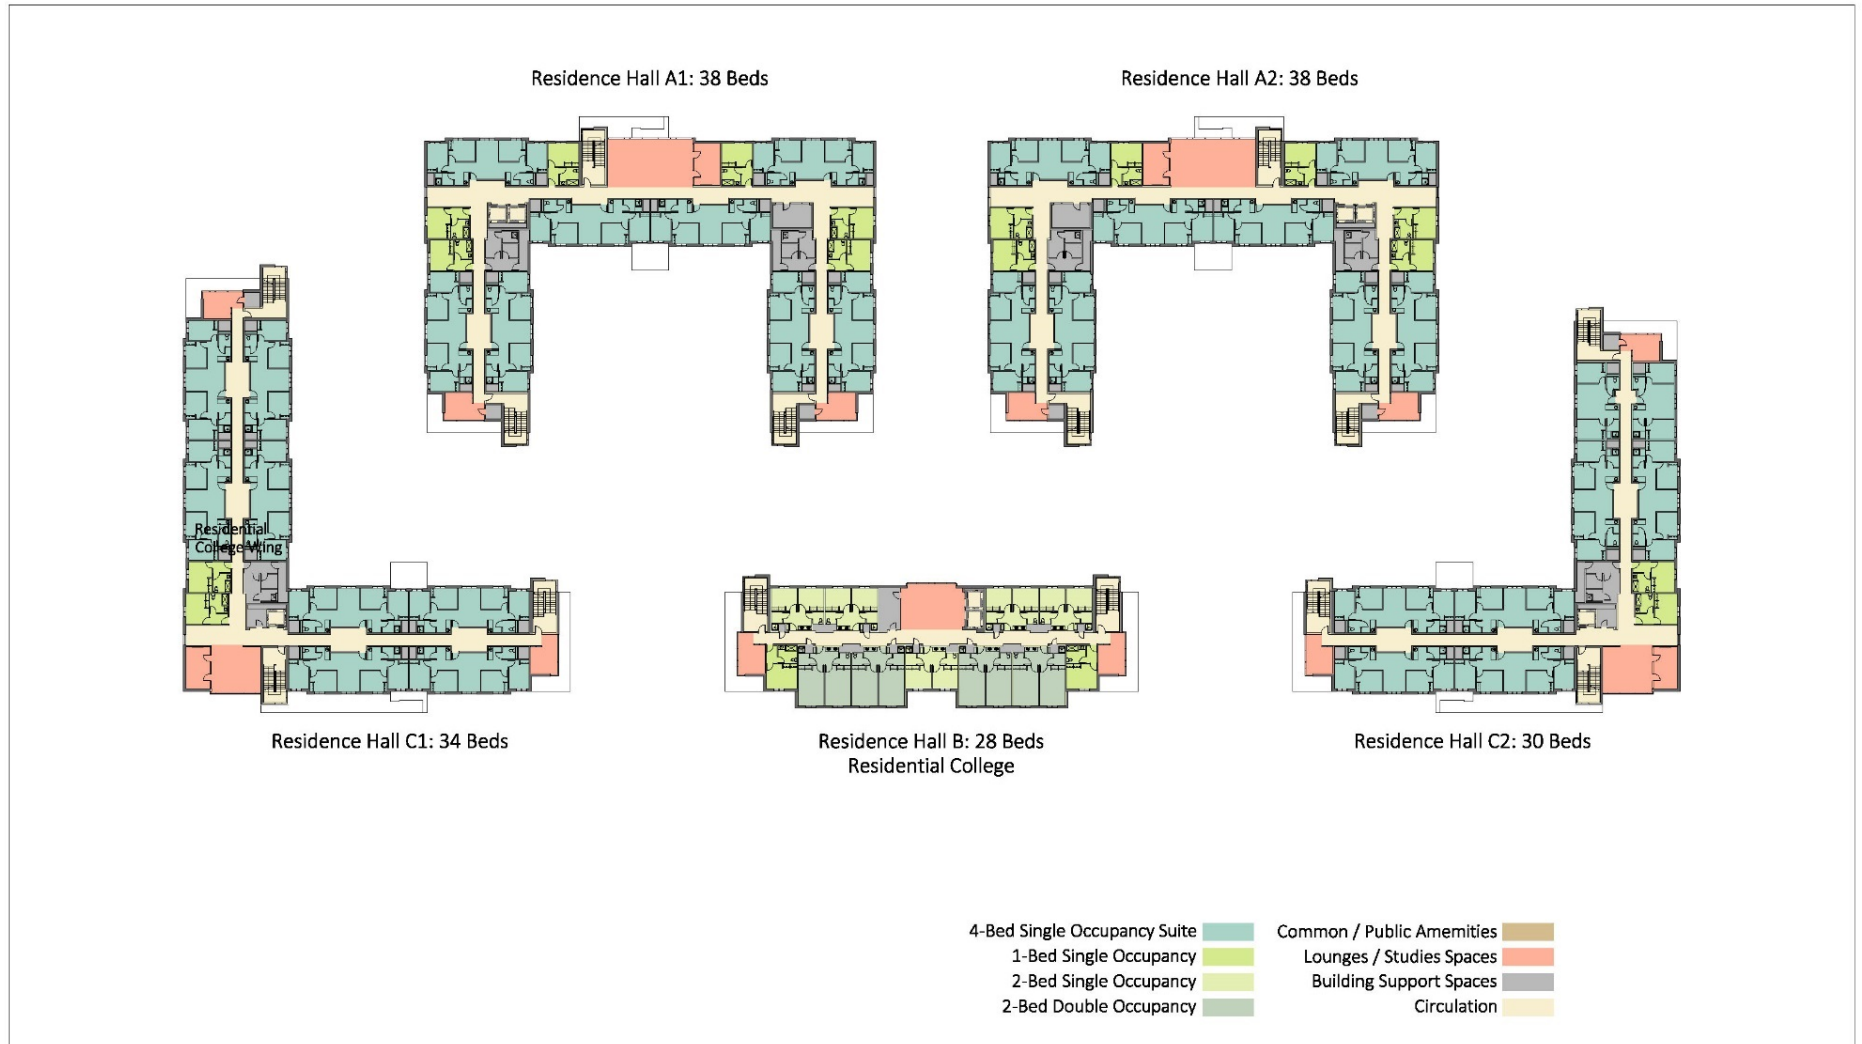 Residence Hall A1: 38 Beds
Residence Hall A2: 38 Beds
Residential
College Wing
Residence Hall C1: 34 Beds
Residence Hall B: 28 Beds
Residential College
Residence Hall C2: 30 Beds
4-Bed Single Occupancy Suite
1-Bed Single Occupancy
2-Bed Single Occupancy
2-Bed Double Occupancy
Common / Public Amemities
Lounges / Studies Spaces
Building Support Spaces
Circulation